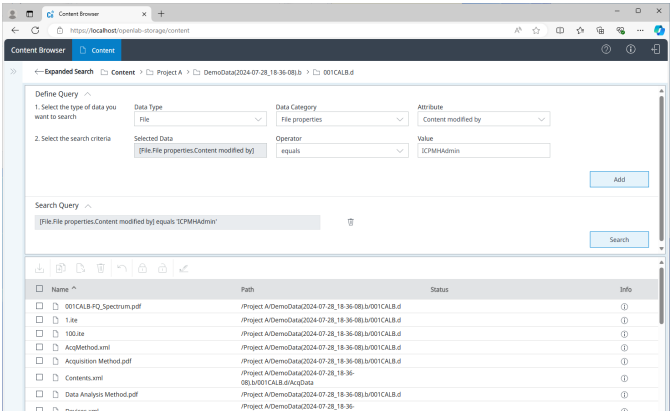 Content Browser
https://localhost/openlab-storage/content
Content Browser Content
Expanded Search Content > Project A > DemoData(2024-07-28_18-36-08).b > 001CALB.d
Define Query
1. Select the type of data you want to search
Data Type Data Category Attribute
File File properties Content modified by
2. Select the search criteria
Selected Data Operator Value
[File.File properties.Content modified by] equals ICPMHAdmin
Add
Search Query
[File.File properties.Content modified by] equals 'ICPMHAdmin'
Search
Name Path Status Info
001CALB-FQ_Spectrum.pdf /Project A/DemoData(2024-07-28_18-36-08).b/001CALB.d
1.ite /Project A/DemoData(2024-07-28_18-36-08).b/001CALB.d
100.ite /Project A/DemoData(2024-07-28_18-36-08).b/001CALB.d
AcqMethod.xml /Project A/DemoData(2024-07-28_18-36-08).b/001CALB.d
Acquisition Method.pdf /Project A/DemoData(2024-07-28_18-36-08).b/001CALB.d
Contents.xml /Project A/DemoData(2024-07-28_18-36-
08).b/001CALB.d/AcqData
Data Analysis Method.pdf /Project A/DemoData(2024-07-28_18-36-08).b/001CALB.d
Devices.xml /Project A/DemoData(2024-07-28_18-36-